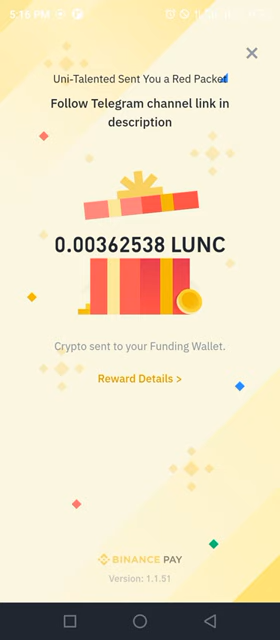 5:15 PM
Uni-Talented Sent You a Red Packet
Follow Telegram channel link in
description
0.00362538 LUNC
Crypto sent to your Funding Wallet.
Reward Details >
BINANCE PAY
Version: 1.1.51